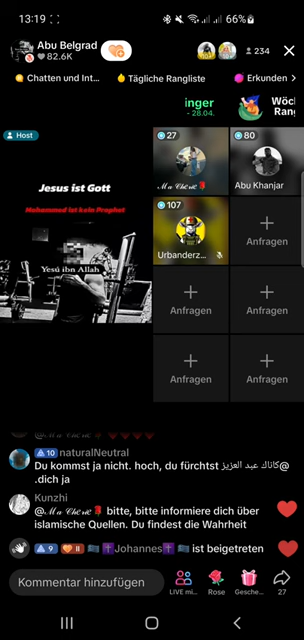 13:19
66%
Abu Belgrad
82.6K
234
Chatten und Int...
Tägliche Rangliste
Erkunden
inger
- 28.04.
Wöc
Ran
Host
27
80
Abu Khanjar
107
Urbanderz...
Anfragen
Anfragen
Anfragen
Anfragen
Anfragen
Jesus ist Gott
Mohammed ist kein Prophet
Yesú ibn Allah
10 naturalNeutral
Du kommst ja nicht. hoch, du fürchtst كاناك عبد العزيز@
.dich ja
Kunzhi
bitte, bitte informiere dich über
islamische Quellen. Du findest die Wahrheit
9 II Johannes ist beigetreten
Kommentar hinzufügen
LIVE mi...
Rose
Gesche...
27